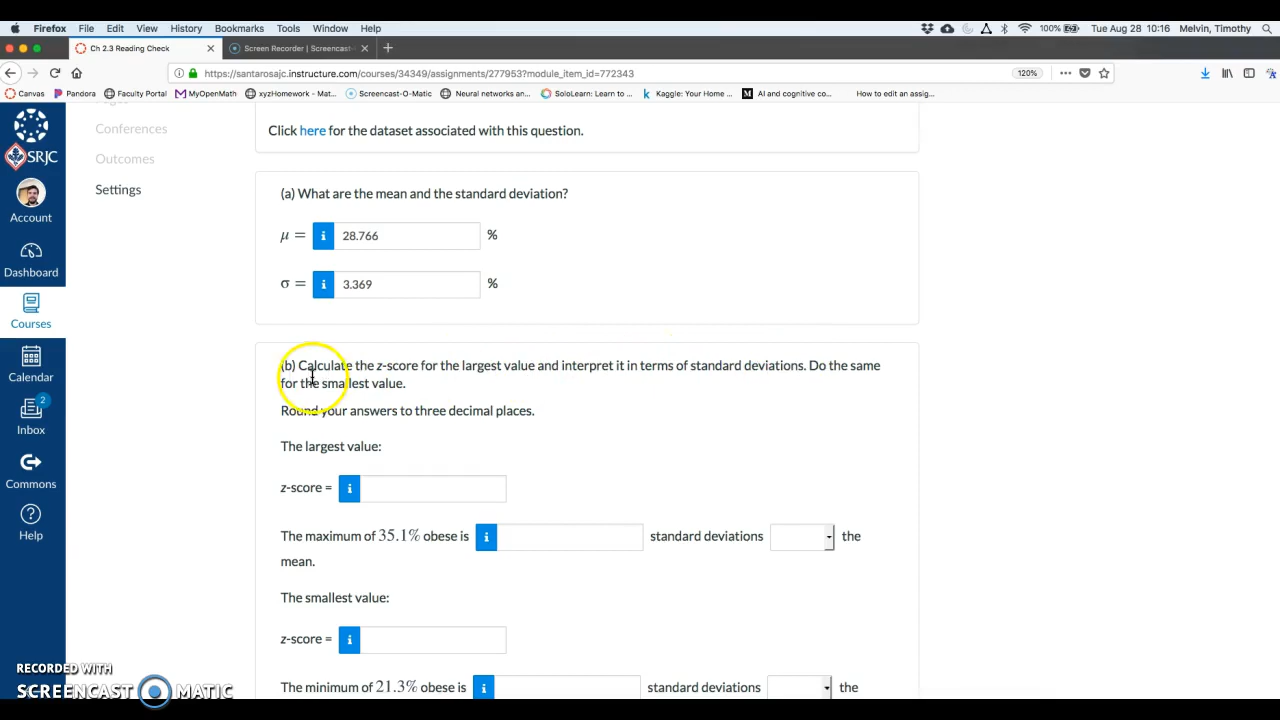 Firefox File Edit View History Bookmarks Tools Window Help 100% Tue Aug 28 10:16 Melvin, Timothy
Ch 2.3 Reading Check × Screen Recorder | Screencast- × +
https://santarosajc.instructure.com/courses/34349/assignments/277953?module_item_id=772343 120%
Canvas Pandora Faculty Portal MyOpenMath xyzHomework - Mat... Screencast-O-Matic Neural networks an... SoloLearn: Learn to ... Kaggle: Your Home ... AI and cognitive co... How to edit an assig...
SRJC
Account
Dashboard
Courses
Calendar
2
Inbox
Commons
Help
Conferences
Outcomes
Settings
Click here for the dataset associated with this question.
(a) What are the mean and the standard deviation?
μ = i 28.766 %
σ = i 3.369 %
(b) Calculate the z-score for the largest value and interpret it in terms of standard deviations. Do the same
for the smallest value.
Round your answers to three decimal places.
The largest value:
z-score = i
The maximum of 35.1% obese is i standard deviations the
mean.
The smallest value:
z-score = i
The minimum of 21.3% obese is i standard deviations the
RECORDED WITH
SCREENCAST MATIC